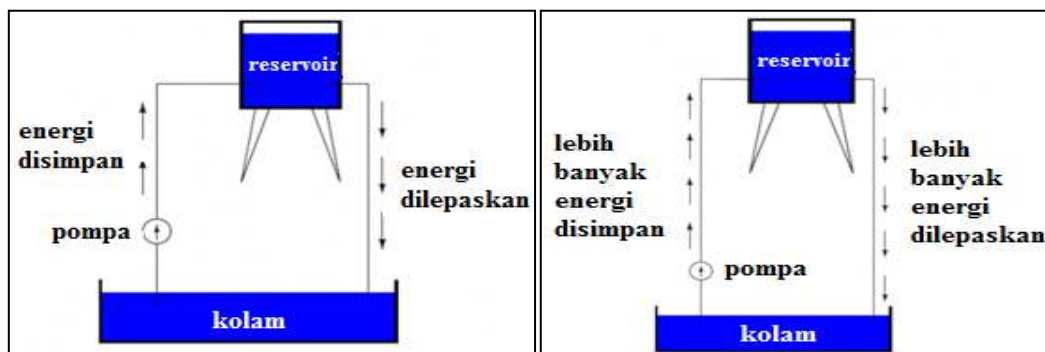 reservoir
energi
disimpan
energi
dilepaskan
pompa
kolam
reservoir
lebih
banyak
energi
disimpan
lebih
banyak
energi
dilepaskan
pompa
kolam